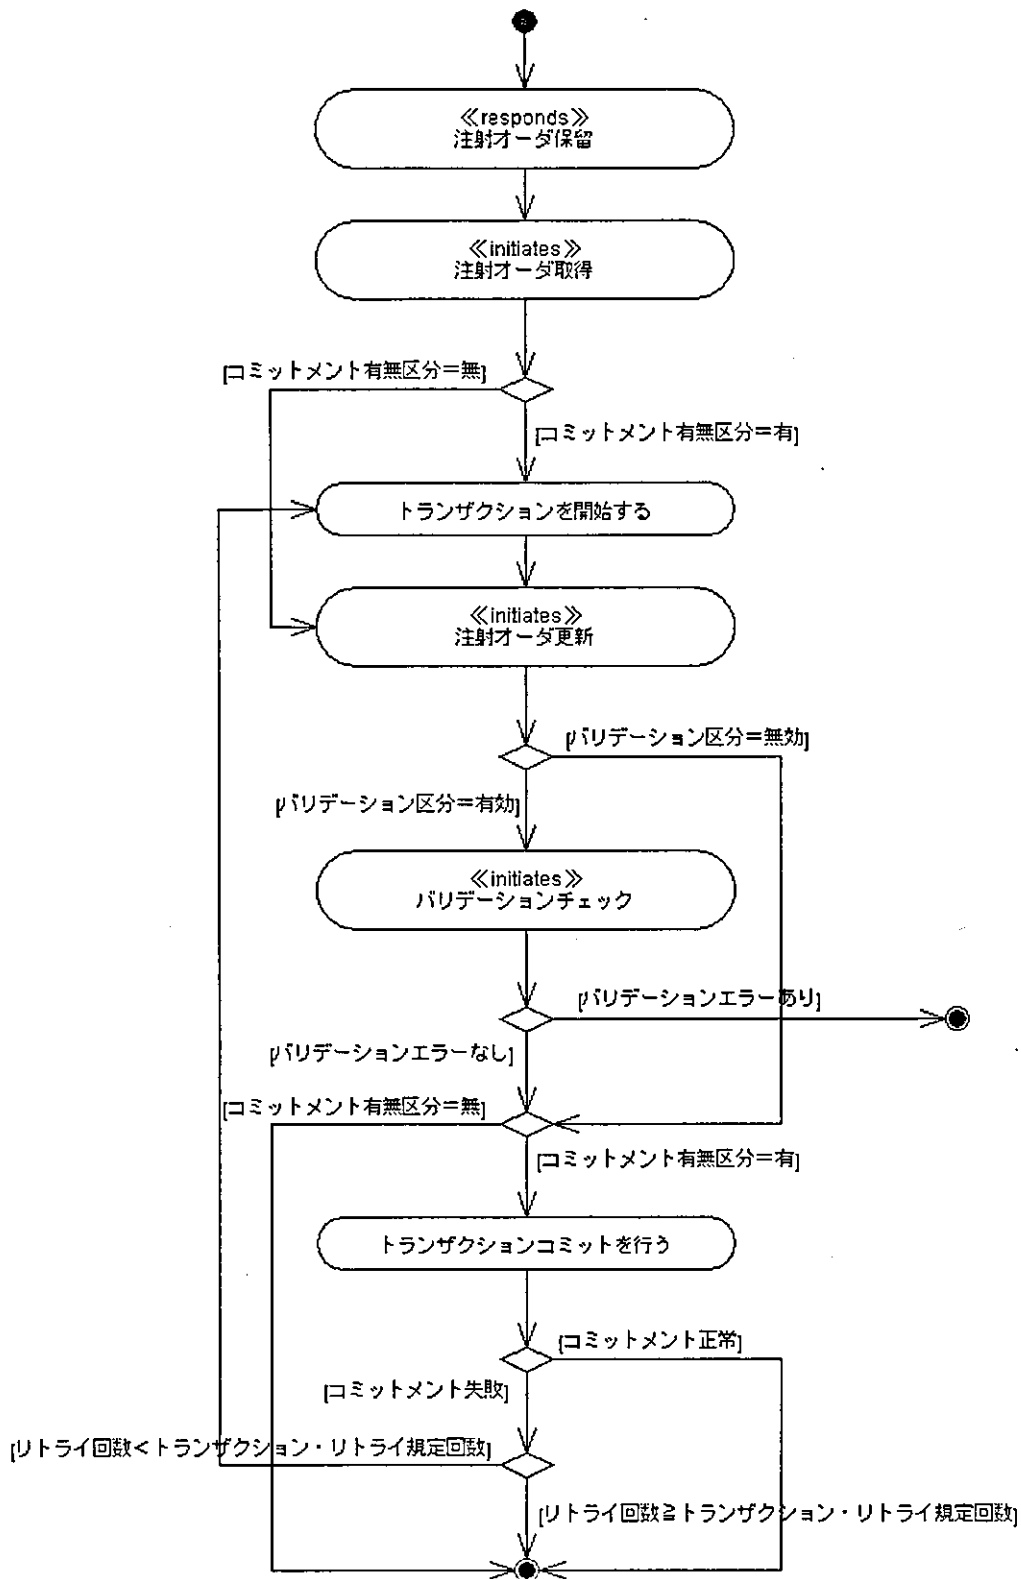 ≪responds≫
注射オーダ保留
≪initiates≫
注射オーダ取得
[コミットメント有無区分＝無]
[コミットメント有無区分＝有]
トランザクションを開始する
≪initiates≫
注射オーダ更新
[バリデーション区分＝無効]
[バリデーション区分＝有効]
≪initiates≫
バリデーションチェック
[バリデーションエラーあり]
[バリデーションエラーなし]
[コミットメント有無区分＝無]
[コミットメント有無区分＝有]
トランザクションコミットを行う
[コミットメント正常]
[コミットメント失敗]
[リトライ回数＜トランザクション・リトライ規定回数]
[リトライ回数≧トランザクション・リトライ規定回数]